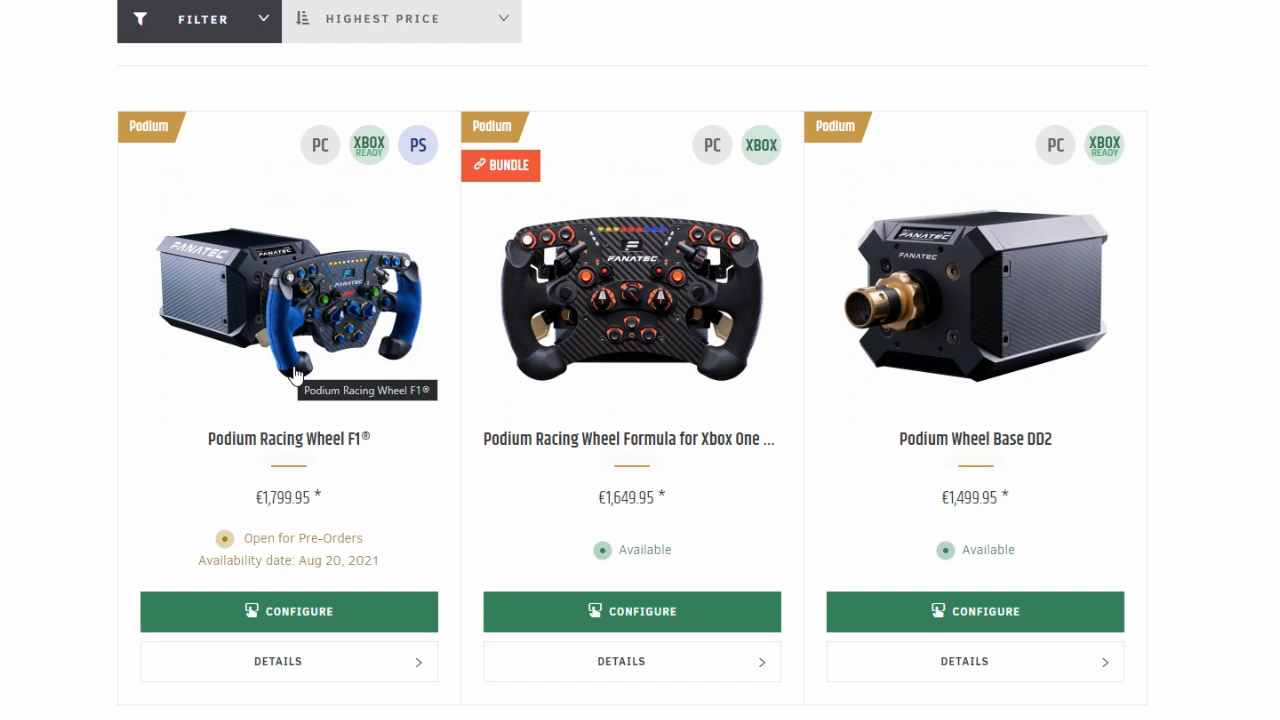 FILTER
HIGHEST PRICE
Podium
PC
XBOX
READY
PS
FANATEC
FANATEC
FANATEC
Podium Racing Wheel F1®
Podium Racing Wheel F1®
€1,799.95 *
Open for Pre-Orders
Availability date: Aug 20, 2021
CONFIGURE
DETAILS
Podium
BUNDLE
PC
XBOX
FANATEC
Podium Racing Wheel Formula for Xbox One ...
€1,649.95 *
Available
CONFIGURE
DETAILS
Podium
PC
XBOX
READY
FANATEC
FANATEC
Podium Wheel Base DD2
€1,499.95 *
Available
CONFIGURE
DETAILS